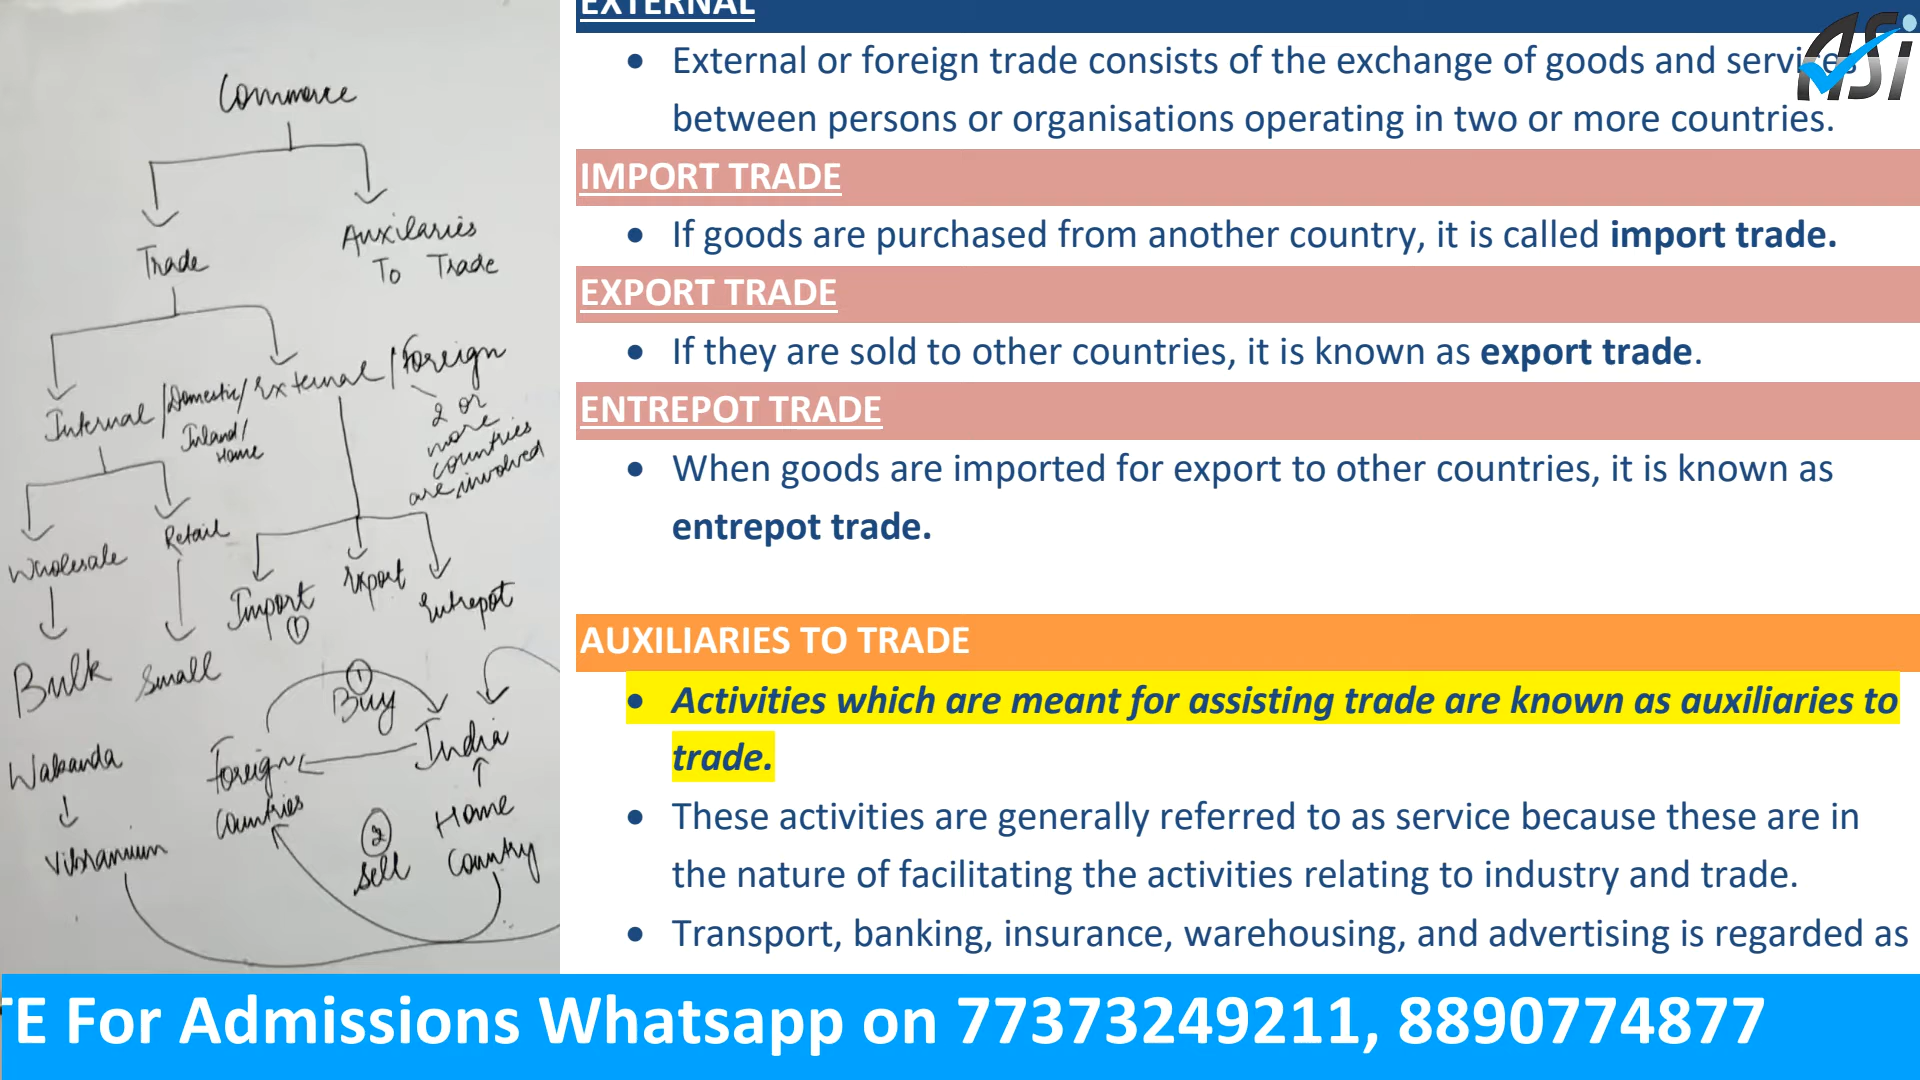 Commerce
Trade
Auxilaries
To Trade
Internal /Domestic/ External / Foreign
Inland/
Home
2 or
more
countries
are involved
Wholesale
Retail
Import
1
Export
Entrepot
Bulk
Small
1
Buy
Wakanda
Foreign
Countries
India
Vibranium
2
Sell
Home
Country
EXTERNAL
• External or foreign trade consists of the exchange of goods and services
between persons or organisations operating in two or more countries.
IMPORT TRADE
• If goods are purchased from another country, it is called import trade.
EXPORT TRADE
• If they are sold to other countries, it is known as export trade.
ENTREPOT TRADE
• When goods are imported for export to other countries, it is known as
entrepot trade.
AUXILIARIES TO TRADE
• Activities which are meant for assisting trade are known as auxiliaries to
trade.
• These activities are generally referred to as service because these are in
the nature of facilitating the activities relating to industry and trade.
• Transport, banking, insurance, warehousing, and advertising is regarded as
ASi
TE For Admissions Whatsapp on 77373249211, 8890774877